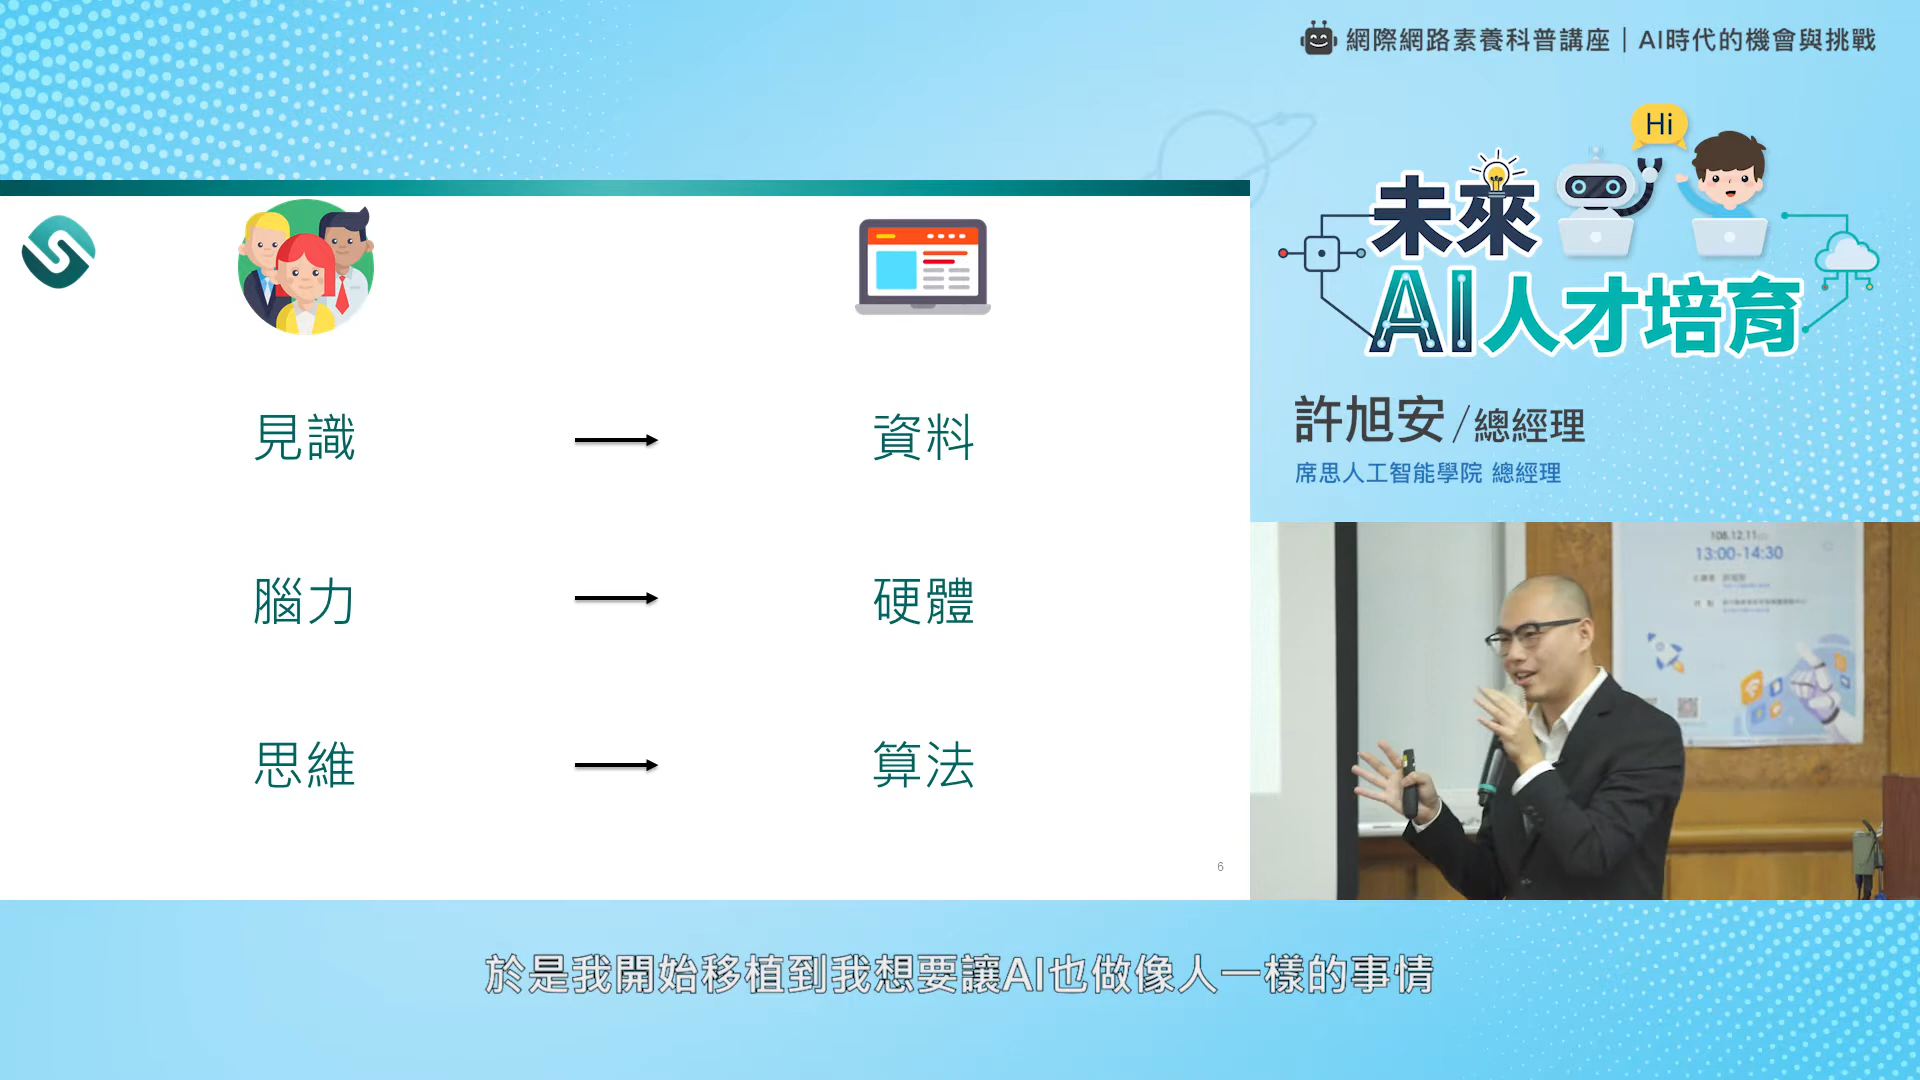 網際網路素養科普講座｜AI時代的機會與挑戰
Hi
未來
AI人才培育
許旭安/總經理
席思人工智能學院 總經理
見識 資料
腦力 硬體
思維 算法
6
108.12.11
13:00-14:30
於是我開始移植到我想要讓AI也做像人一樣的事情